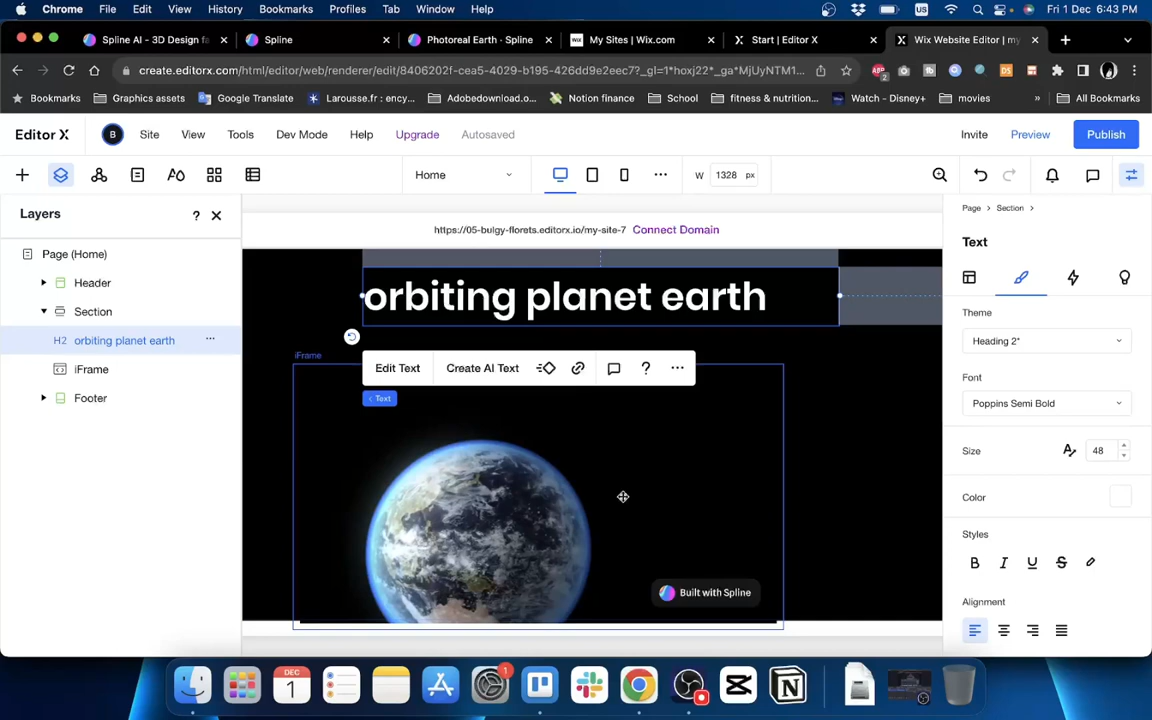 Chrome File Edit View History Bookmarks Profiles Tab Window Help US Fri 1 Dec 6:43 PM
Spline AI - 3D Design fa Spline Photoreal Earth · Spline WiX My Sites | Wix.com X Start | Editor X X Wix Website Editor | my
create.editorx.com/html/editor/web/renderer/edit/8406202f-cea5-4029-b195-426dd9e2eec7?_gl=1*hoxj22*_ga*MjUyNTM1... ABP 2 DS
Bookmarks Graphics assets Google Translate Larousse.fr : ency... Adobedownload.o... Notion finance School fitness & nutrition... Watch - Disney+ movies » All Bookmarks
Editor X B Site View Tools Dev Mode Help Upgrade Autosaved Invite Preview Publish
Home W 1328 px
Layers ?
Page (Home)
Header
Section
H2 orbiting planet earth
iFrame
Footer
https://05-bulgy-florets.editorx.io/my-site-7 Connect Domain
orbiting planet earth
iFrame
Edit Text Create AI Text ?
< Text
Built with Spline
Page > Section >
Text
Theme
Heading 2*
Font
Poppins Semi Bold
Size A 48
Color
Styles
B I U S
Alignment
DEC
1
1
N